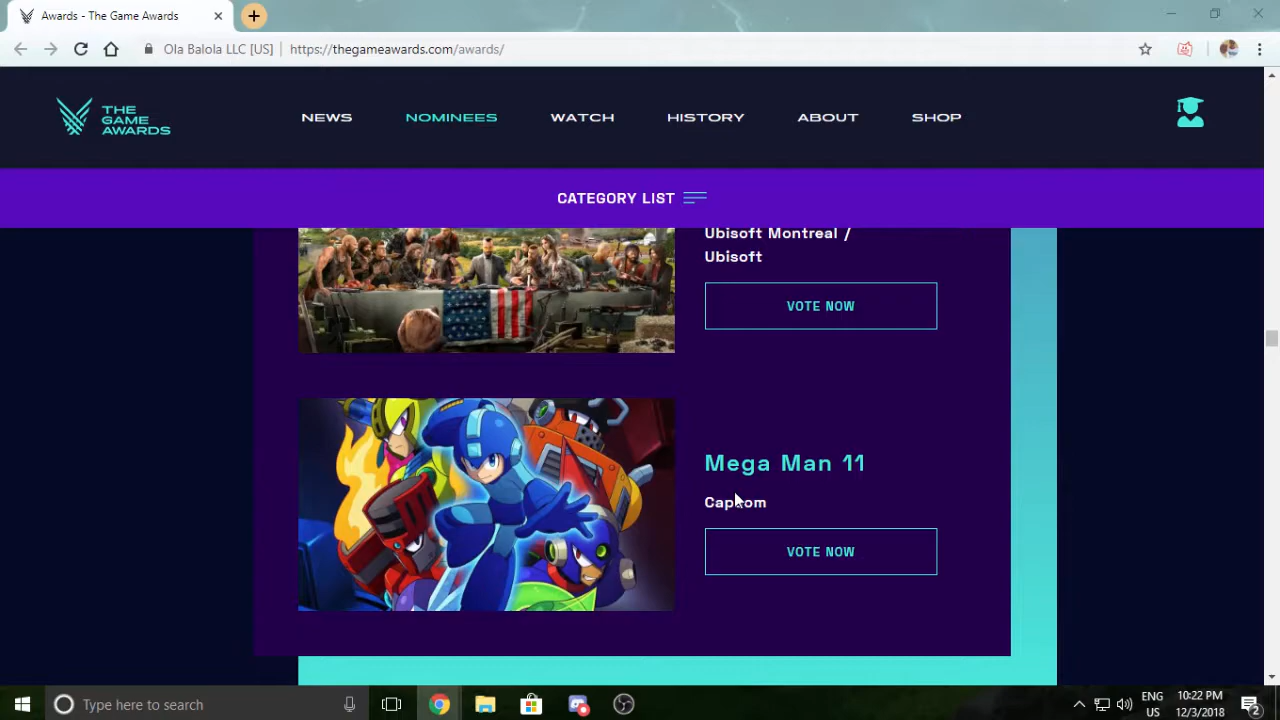 Awards - The Game Awards
Ola Balola LLC [US] | https://thegameawards.com/awards/
THE
GAME
AWARDS
NEWS
NOMINEES
WATCH
HISTORY
ABOUT
SHOP
CATEGORY LIST
Ubisoft Montreal /
Ubisoft
VOTE NOW
Mega Man 11
Capcom
VOTE NOW
Type here to search
ENG
US
10:22 PM
12/3/2018
2